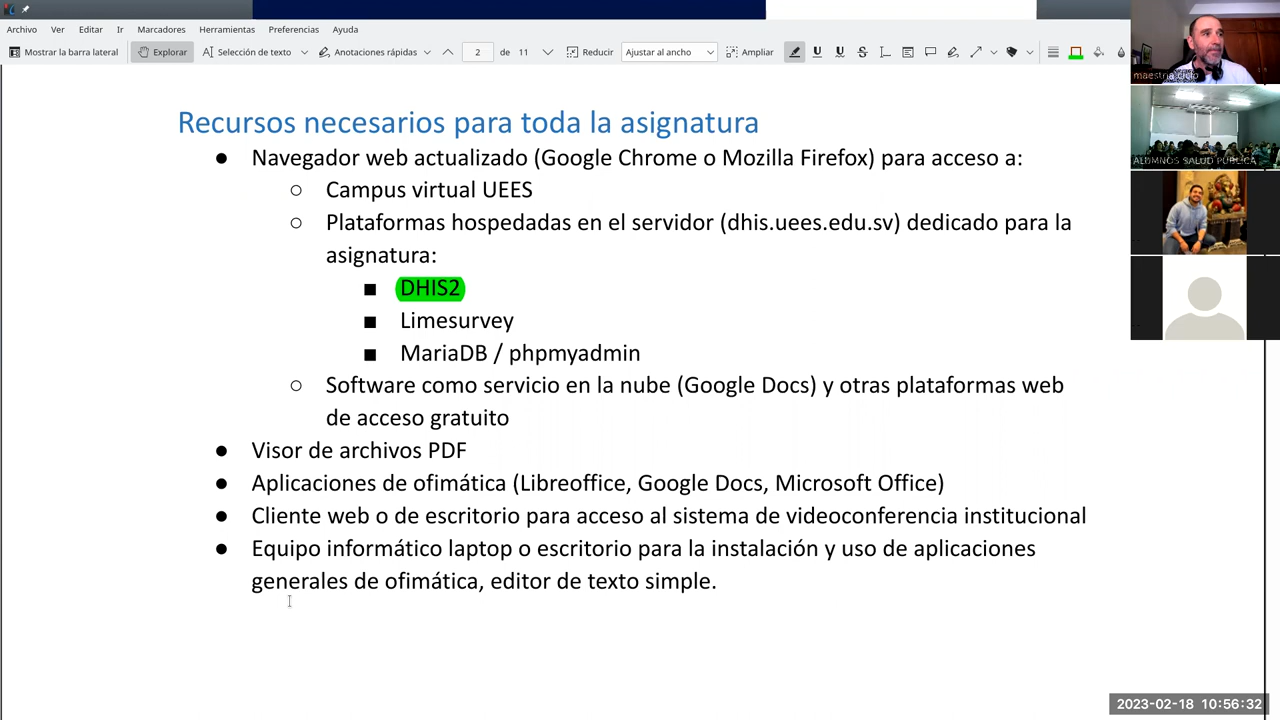 Archivo Ver Editar Ir Marcadores Herramientas Preferencias Ayuda
Mostrar la barra lateral Explorar Selección de texto Anotaciones rápidas 2 de 11 Reducir Ajustar al ancho Ampliar
maestria ciclo
ALUMNOS SALUD PUBLICA
Recursos necesarios para toda la asignatura
● Navegador web actualizado (Google Chrome o Mozilla Firefox) para acceso a:
○ Campus virtual UEES
○ Plataformas hospedadas en el servidor (dhis.uees.edu.sv) dedicado para la
asignatura:
■ DHIS2
■ Limesurvey
■ MariaDB / phpmyadmin
○ Software como servicio en la nube (Google Docs) y otras plataformas web
de acceso gratuito
● Visor de archivos PDF
● Aplicaciones de ofimática (Libreoffice, Google Docs, Microsoft Office)
● Cliente web o de escritorio para acceso al sistema de videoconferencia institucional
● Equipo informático laptop o escritorio para la instalación y uso de aplicaciones
generales de ofimática, editor de texto simple.
2023-02-18 10:56:32